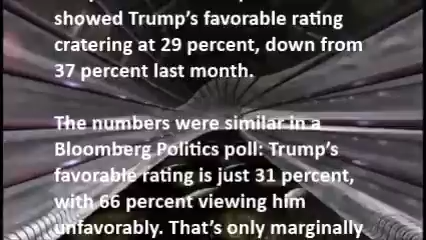 showed Trump's favorable rating
cratering at 29 percent, down from
37 percent last month.
The numbers were similar in a
Bloomberg Politics poll: Trump's
favorable rating is just 31 percent,
with 66 percent viewing him
unfavorably. That's only marginally